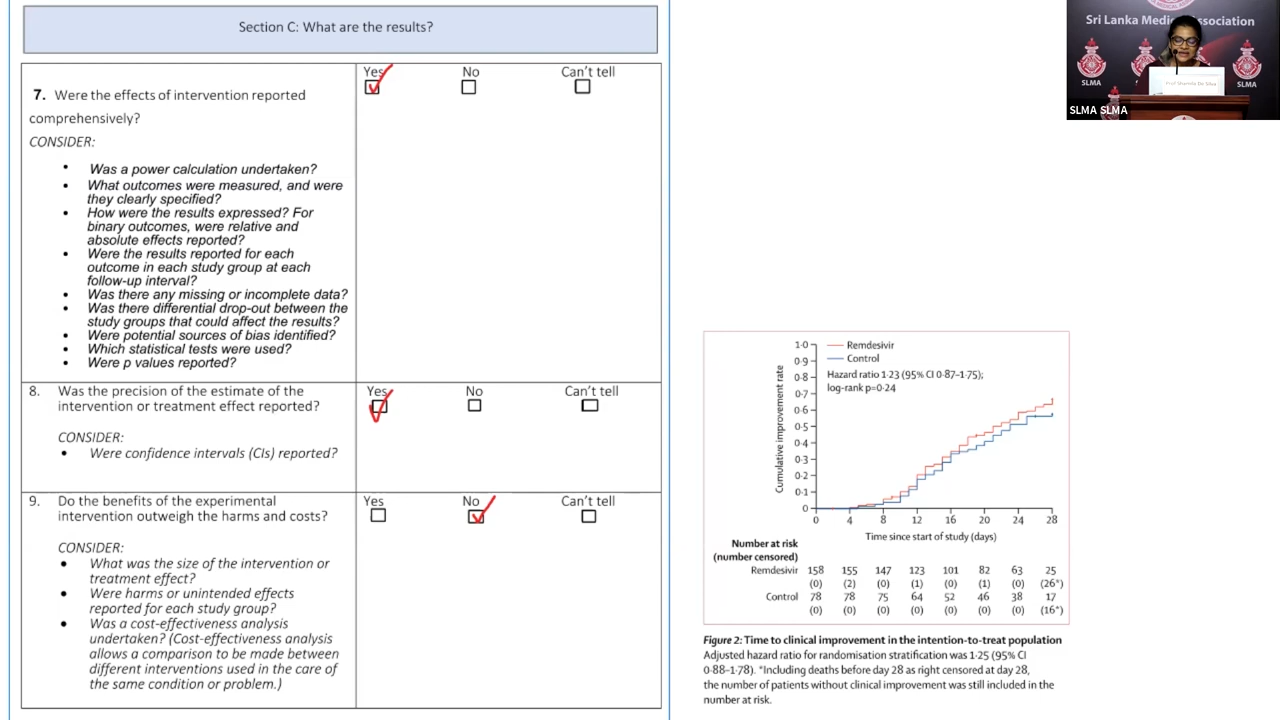 Section C: What are the results?
7. Were the effects of intervention reported
comprehensively?
CONSIDER:
• Was a power calculation undertaken?
• What outcomes were measured, and were
they clearly specified?
• How were the results expressed? For
binary outcomes, were relative and
absolute effects reported?
• Were the results reported for each
outcome in each study group at each
follow-up interval?
• Was there any missing or incomplete data?
• Was there differential drop-out between the
study groups that could affect the results?
• Were potential sources of bias identified?
• Which statistical tests were used?
• Were p values reported?
Yes No Can't tell
8. Was the precision of the estimate of the
intervention or treatment effect reported?
CONSIDER:
• Were confidence intervals (CIs) reported?
Yes No Can't tell
9. Do the benefits of the experimental
intervention outweigh the harms and costs?
CONSIDER:
• What was the size of the intervention or
treatment effect?
• Were harms or unintended effects
reported for each study group?
• Was a cost-effectiveness analysis
undertaken? (Cost-effectiveness analysis
allows a comparison to be made between
different interventions used in the care of
the same condition or problem.)
Yes No Can't tell
Sri Lanka Medical Association
SLMA SLMA
SLMA SLMA
Remdesivir
Control
Hazard ratio 1·23 (95% CI 0·87–1·75);
log-rank p=0·24
Cumulative improvement rate
1·0
0·9
0·8
0·7
0·6
0·5
0·4
0·3
0·2
0·1
0
0 4 8 12 16 20 24 28
Time since start of study (days)
Number at risk
(number censored)
Remdesivir 158 155 147 123 101 82 63 25
(0) (2) (0) (1) (0) (1) (0) (26*)
Control 78 78 75 64 52 46 38 17
(0) (0) (0) (0) (0) (0) (0) (16*)
Figure 2: Time to clinical improvement in the intention-to-treat population
Adjusted hazard ratio for randomisation stratification was 1·25 (95% CI
0·88–1·78). *Including deaths before day 28 as right censored at day 28,
the number of patients without clinical improvement was still included in the
number at risk.